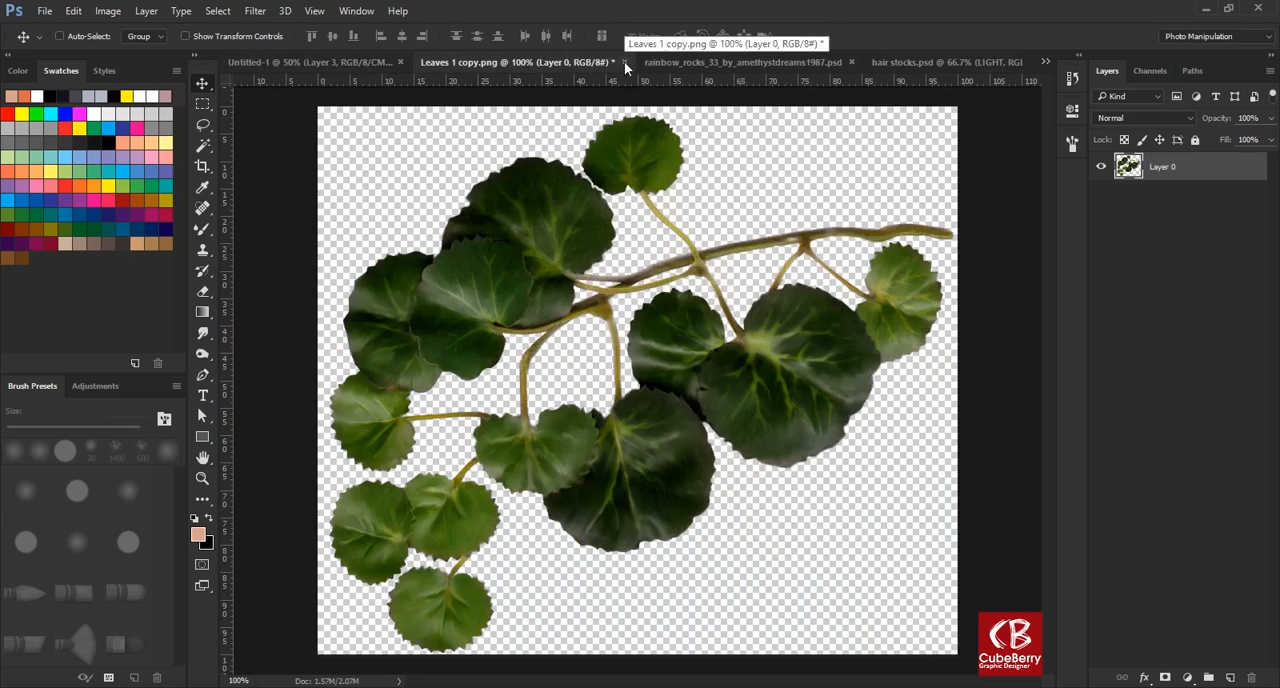 Ps File Edit Image Layer Type Select Filter 3D View Window Help
Auto-Select: Group Show Transform Controls
Photo Manipulation
Leaves 1 copy.png @ 100% (Layer 0, RGB/8#) *
Untitled-1 @ 50% (Layer 3, RGB/8/CM... × Leaves 1 copy.png @ 100% (Layer 0, RGB/8#) * × rainbow_rocks_33_by_amethystdreams1987.psd × hair stocks.psd @ 66.7% (LIGHT, RGI
Color Swatches Styles
Layers Channels Paths
Kind
Normal Opacity: 100%
Lock: Fill: 100%
Layer 0
Brush Presets Adjustments
Size:
20 1400 600
CB
CubeBerry
Graphic Designer
100% Doc: 1.57M/2.07M